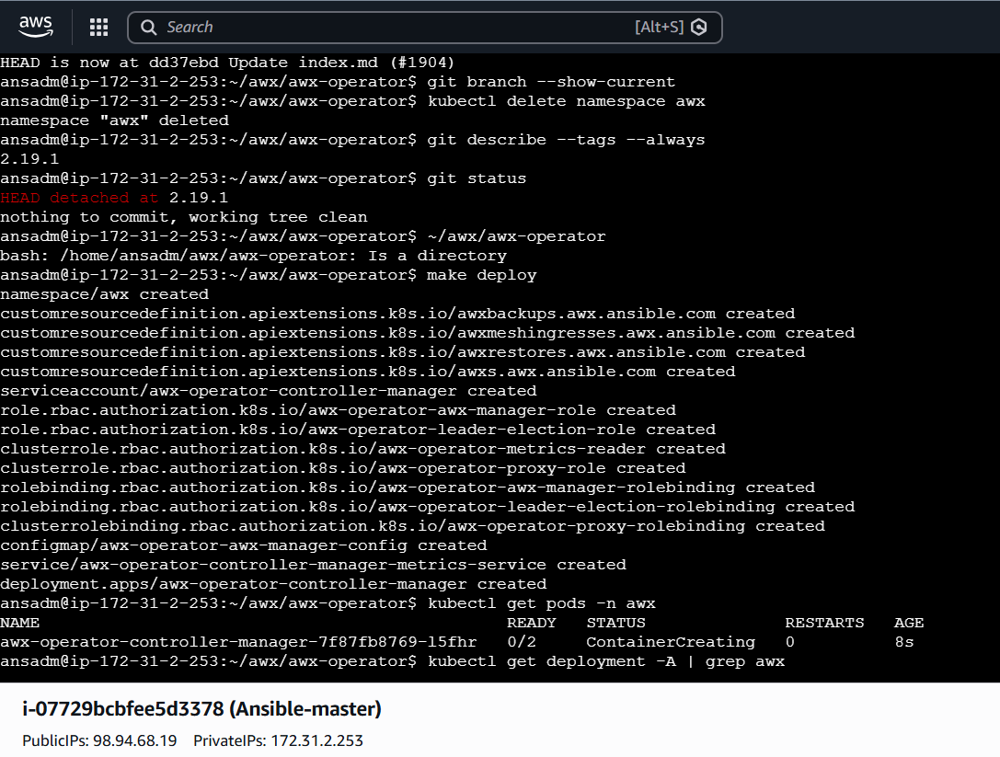 aws
Search [Alt+S]
HEAD is now at dd37ebd Update index.md (#1904)
ansadm@ip-172-31-2-253:~/awx/awx-operator$ git branch --show-current
ansadm@ip-172-31-2-253:~/awx/awx-operator$ kubectl delete namespace awx
namespace "awx" deleted
ansadm@ip-172-31-2-253:~/awx/awx-operator$ git describe --tags --always
2.19.1
ansadm@ip-172-31-2-253:~/awx/awx-operator$ git status
HEAD detached at 2.19.1
nothing to commit, working tree clean
ansadm@ip-172-31-2-253:~/awx/awx-operator$ ~/awx/awx-operator
bash: /home/ansadm/awx/awx-operator: Is a directory
ansadm@ip-172-31-2-253:~/awx/awx-operator$ make deploy
namespace/awx created
customresourcedefinition.apiextensions.k8s.io/awxbackups.awx.ansible.com created
customresourcedefinition.apiextensions.k8s.io/awxmeshingresses.awx.ansible.com created
customresourcedefinition.apiextensions.k8s.io/awxrestores.awx.ansible.com created
customresourcedefinition.apiextensions.k8s.io/awxs.awx.ansible.com created
serviceaccount/awx-operator-controller-manager created
role.rbac.authorization.k8s.io/awx-operator-awx-manager-role created
role.rbac.authorization.k8s.io/awx-operator-leader-election-role created
clusterrole.rbac.authorization.k8s.io/awx-operator-metrics-reader created
clusterrole.rbac.authorization.k8s.io/awx-operator-proxy-role created
rolebinding.rbac.authorization.k8s.io/awx-operator-awx-manager-rolebinding created
rolebinding.rbac.authorization.k8s.io/awx-operator-leader-election-rolebinding created
clusterrolebinding.rbac.authorization.k8s.io/awx-operator-proxy-rolebinding created
configmap/awx-operator-awx-manager-config created
service/awx-operator-controller-manager-metrics-service created
deployment.apps/awx-operator-controller-manager created
ansadm@ip-172-31-2-253:~/awx/awx-operator$ kubectl get pods -n awx
NAME READY STATUS RESTARTS AGE
awx-operator-controller-manager-7f87fb8769-l5fhr 0/2 ContainerCreating 0 8s
ansadm@ip-172-31-2-253:~/awx/awx-operator$ kubectl get deployment -A | grep awx
i-07729bcbfee5d3378 (Ansible-master)
PublicIPs: 98.94.68.19 PrivateIPs: 172.31.2.253